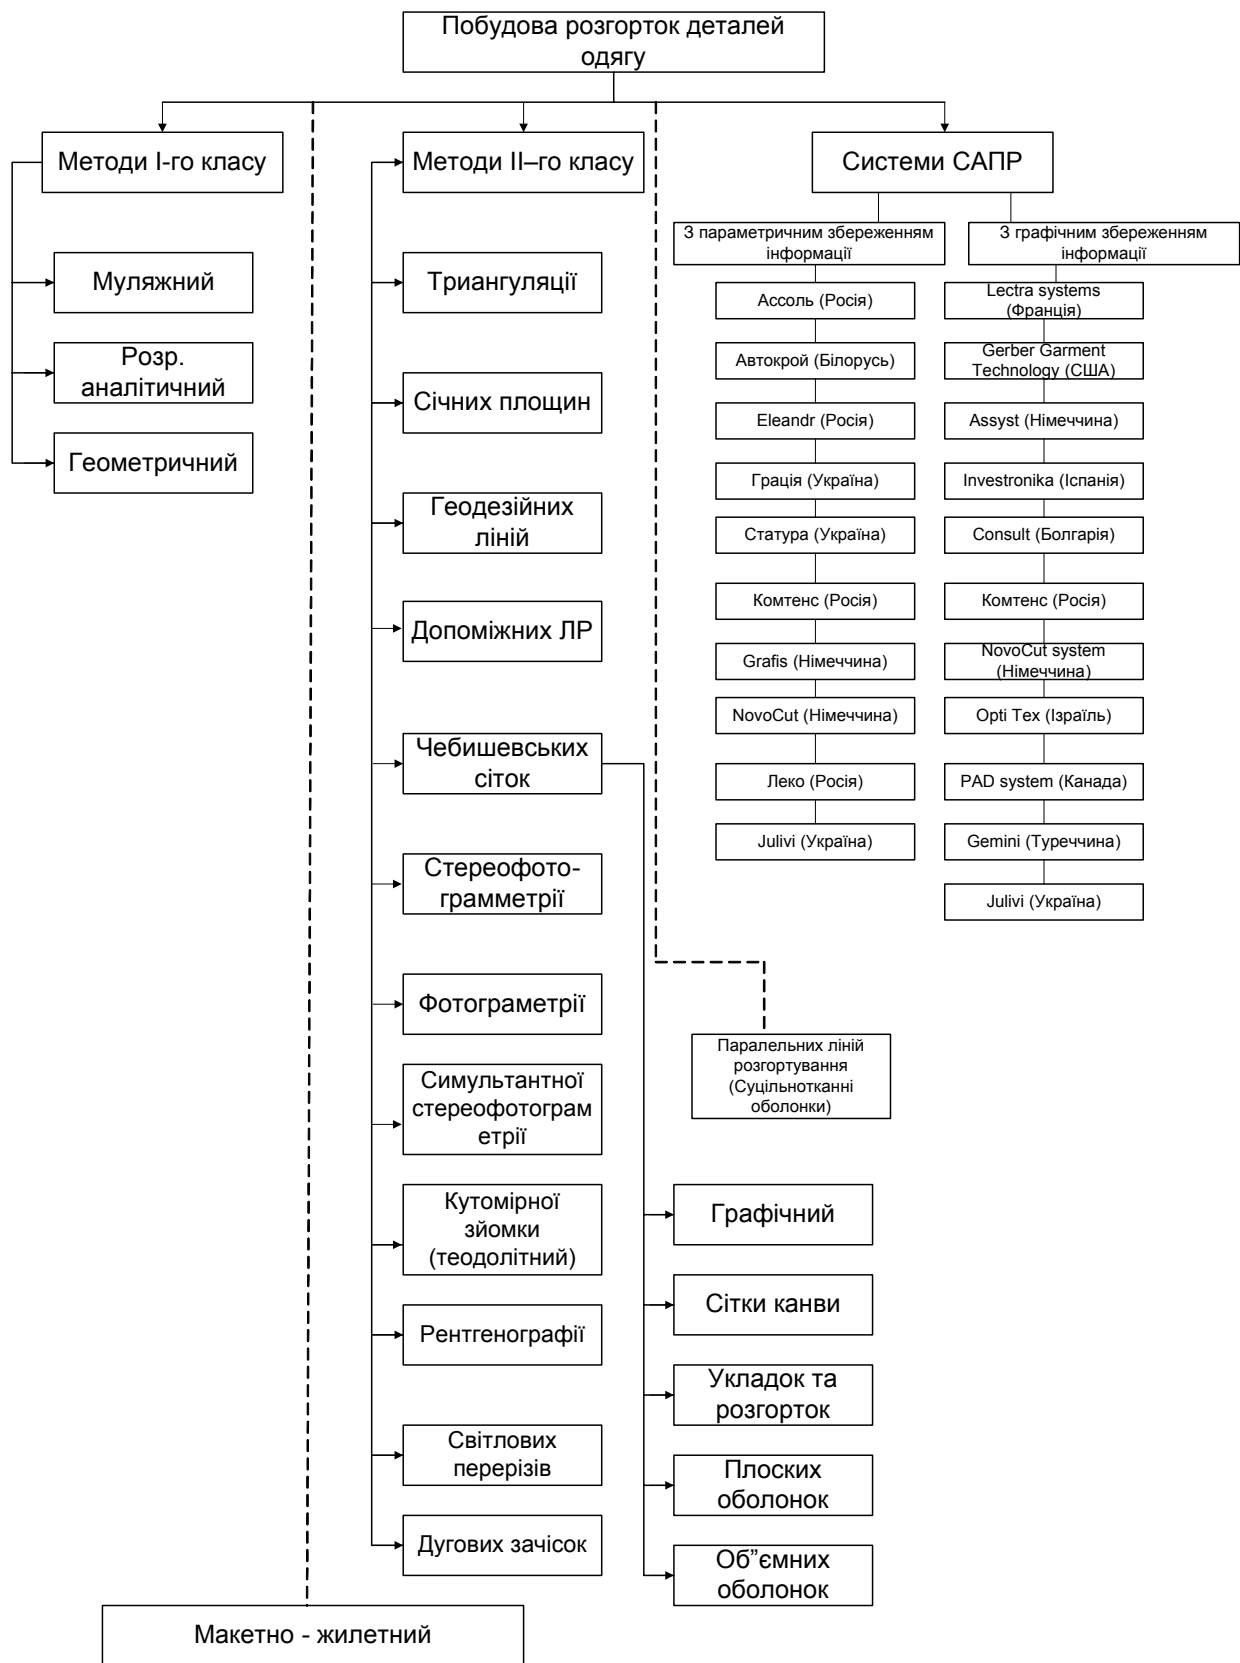 Побудова розгорток деталей
одягу
Методи І-го класу
Методи ІІ–го класу
Системи САПР
З параметричним збереженням
інформації
З графічним збереженням
інформації
Муляжний
Розр.
аналітичний
Геометричний
Триангуляції
Січних площин
Геодезійних
ліній
Допоміжних ЛР
Чебишевських
сіток
Стереофото-
грамметрії
Фотограметрії
Симультантної
стереофотограм
етрії
Кутомірної
зйомки
(теодолітний)
Рентгенографії
Світлових
перерізів
Дугових зачісок
Ассоль (Росія)
Автокрой (Білорусь)
Eleandr (Росія)
Грація (Україна)
Статура (Україна)
Комтенс (Росія)
Grafis (Німеччина)
NovoCut (Німеччина)
Леко (Росія)
Julivi (Україна)
Lectra systems
(Франція)
Gerber Garment
Technology (США)
Assyst (Німеччина)
Investronika (Іспанія)
Consult (Болгарія)
Комтенс (Росія)
NovoCut system
(Німеччина)
Opti Tex (Ізраїль)
PAD system (Канада)
Gemini (Туреччина)
Julivi (Україна)
Паралельних ліній
розгортування
(Суцільнотканні
оболонки)
Графічний
Сітки канви
Укладок та
розгорток
Плоских
оболонок
Об”ємних
оболонок
Макетно - жилетний